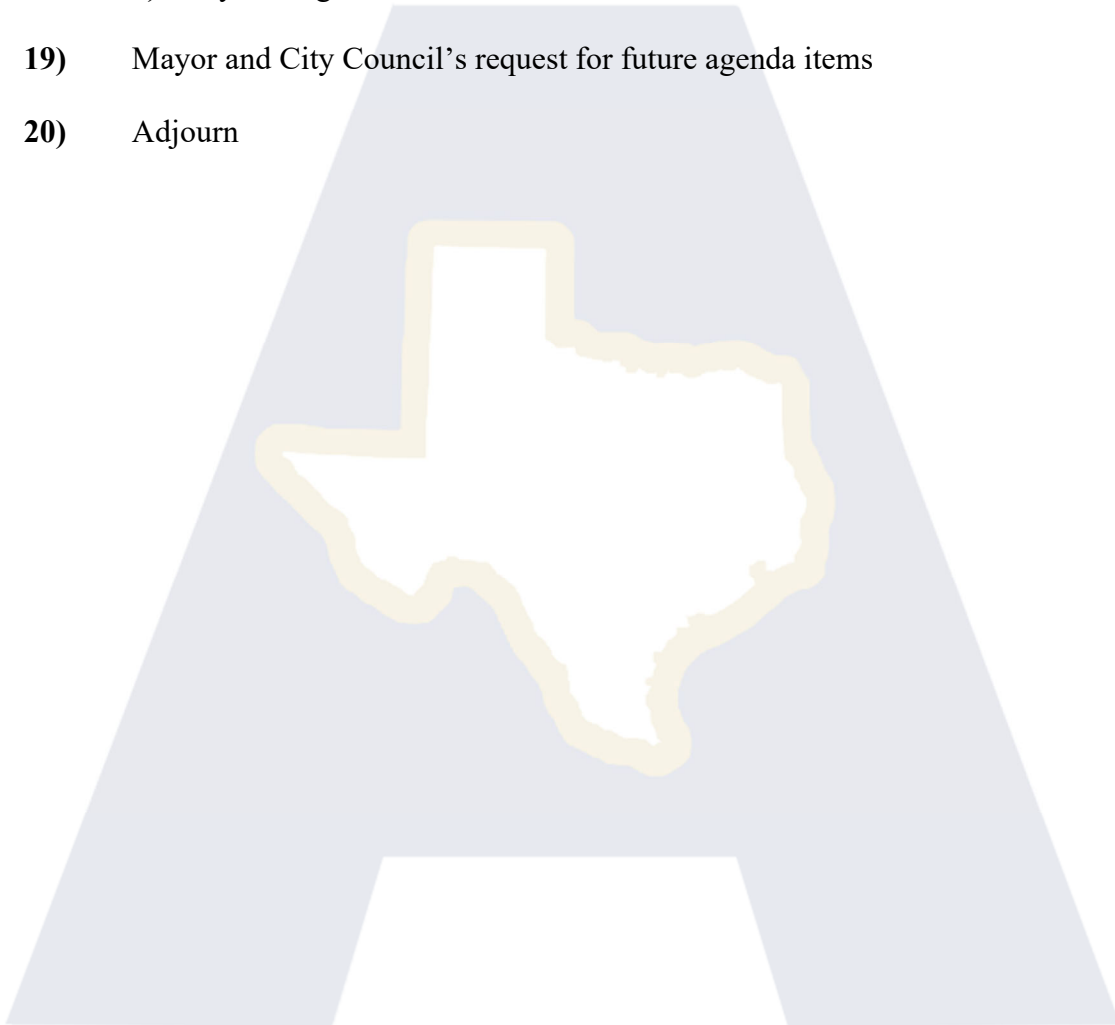 19) Mayor and City Council’s request for future agenda items
20) Adjourn